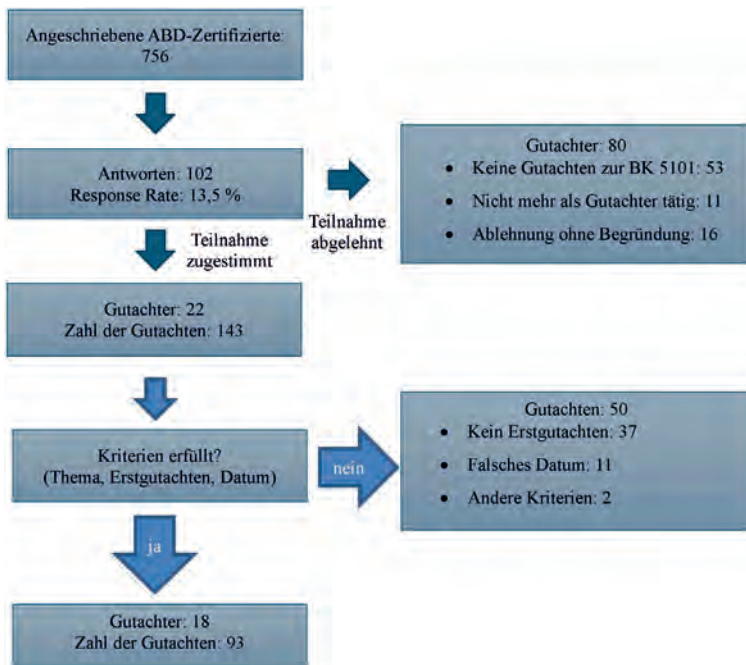 Angeschriebene ABD-Zertifizierte:
756
Antworten: 102
Response Rate: 13,5 %
Teilnahme
abgelehnt
Gutachter: 80
• Keine Gutachten zur BK 5101: 53
• Nicht mehr als Gutachter tätig: 11
• Ablehnung ohne Begründung: 16
Teilnahme
zugestimmt
Gutachter: 22
Zahl der Gutachten: 143
Kriterien erfüllt?
(Thema, Erstgutachten, Datum)
nein
Gutachten: 50
• Kein Erstgutachten: 37
• Falsches Datum: 11
• Andere Kriterien: 2
ja
Gutachter: 18
Zahl der Gutachten: 93